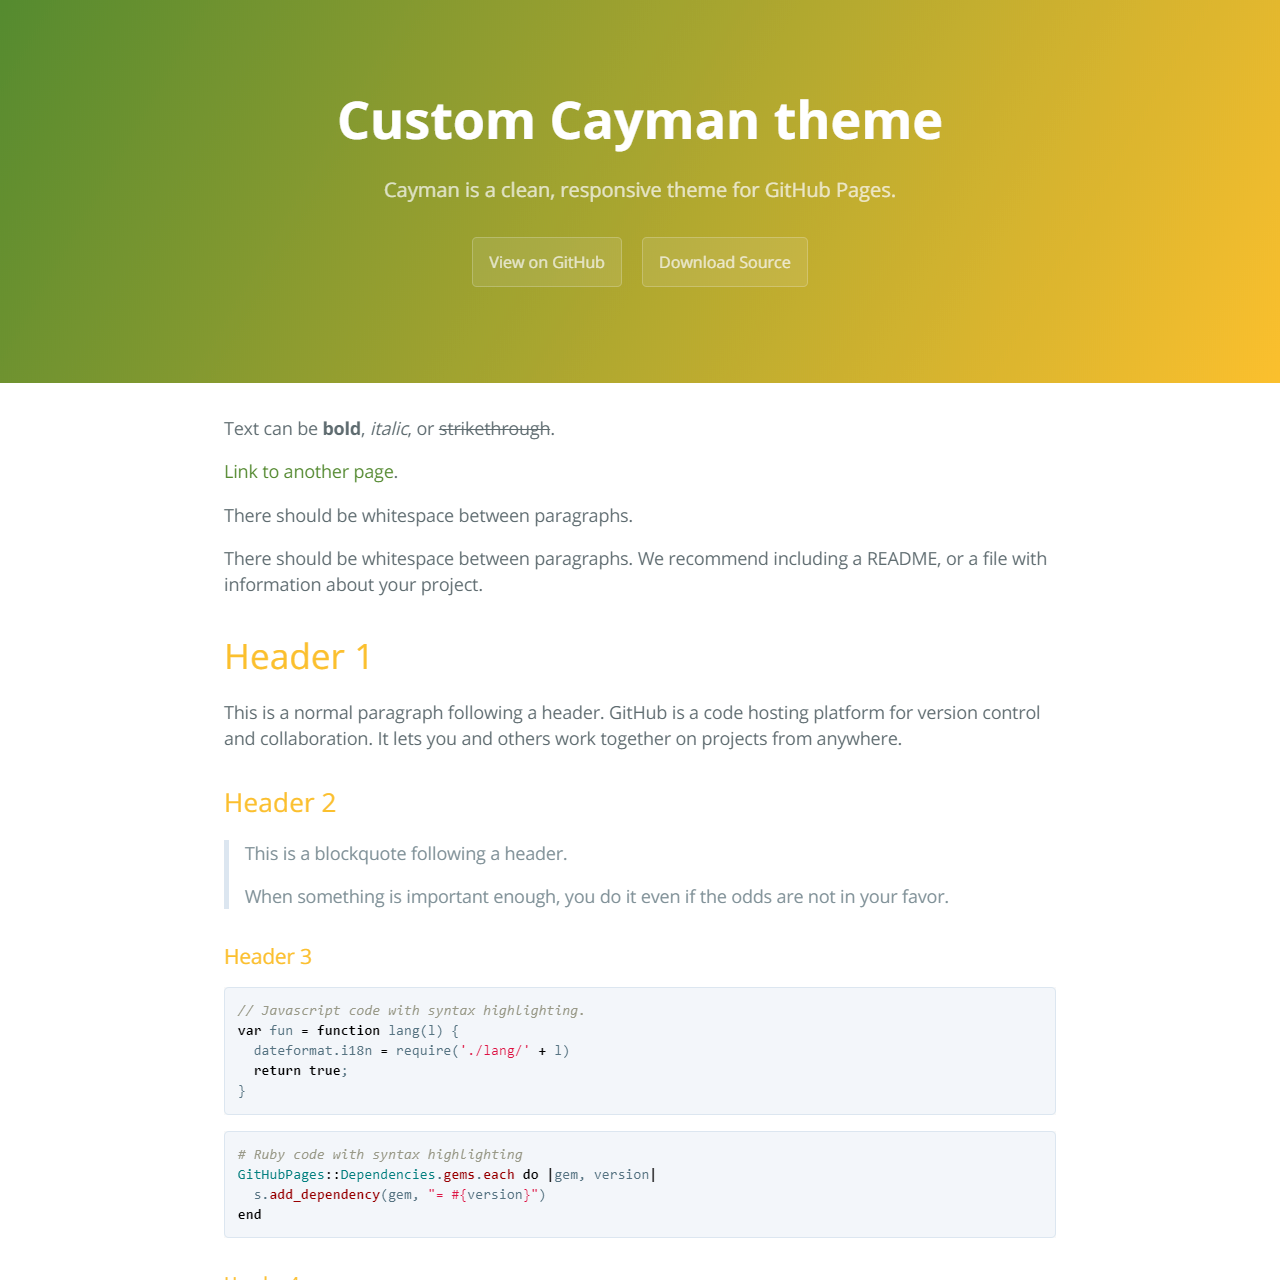 Custom Cayman theme
Cayman is a clean, responsive theme for GitHub Pages.
View on GitHub
Download Source
Text can be bold, italic, or strikethrough.
Link to another page.
There should be whitespace between paragraphs.
There should be whitespace between paragraphs. We recommend including a README, or a file with
information about your project.
Header 1
This is a normal paragraph following a header. GitHub is a code hosting platform for version control
and collaboration. It lets you and others work together on projects from anywhere.
Header 2
This is a blockquote following a header.
When something is important enough, you do it even if the odds are not in your favor.
Header 3
// Javascript code with syntax highlighting.
var fun = function lang(l) {
  dateformat.i18n = require('./lang/' + l)
  return true;
}
# Ruby code with syntax highlighting
GitHubPages::Dependencies.gems.each do |gem, version|
  s.add_dependency(gem, "= #{version}")
end